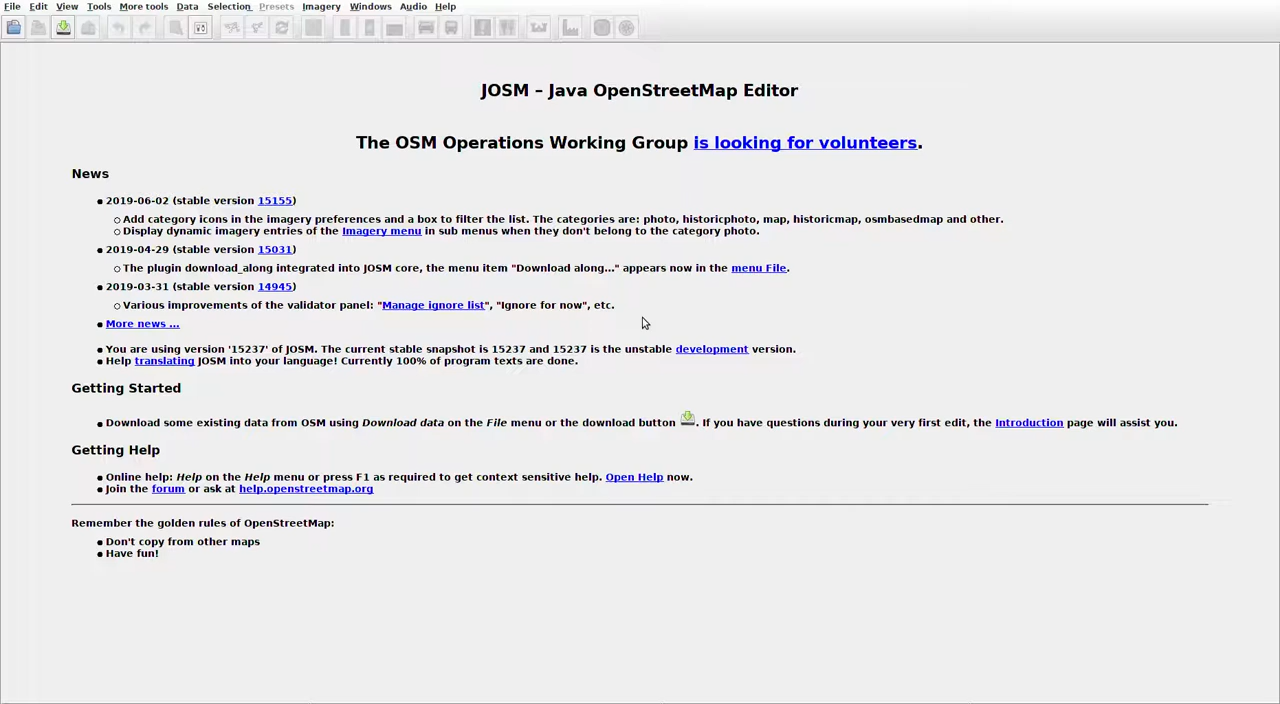 File Edit View Tools More tools Data Selection Presets Imagery Windows Audio Help
JOSM – Java OpenStreetMap Editor
The OSM Operations Working Group is looking for volunteers.
News
2019-06-02 (stable version 15155)
Add category icons in the imagery preferences and a box to filter the list. The categories are: photo, historicphoto, map, historicmap, osmbasedmap and other.
Display dynamic imagery entries of the Imagery menu in sub menus when they don't belong to the category photo.
2019-04-29 (stable version 15031)
The plugin download_along integrated into JOSM core, the menu item "Download along..." appears now in the menu File.
2019-03-31 (stable version 14945)
Various improvements of the validator panel: "Manage ignore list", "Ignore for now", etc.
More news ...
You are using version '15237' of JOSM. The current stable snapshot is 15237 and 15237 is the unstable development version.
Help translating JOSM into your language! Currently 100% of program texts are done.
Getting Started
Download some existing data from OSM using Download data on the File menu or the download button . If you have questions during your very first edit, the Introduction page will assist you.
Getting Help
Online help: Help on the Help menu or press F1 as required to get context sensitive help. Open Help now.
Join the forum or ask at help.openstreetmap.org
Remember the golden rules of OpenStreetMap:
Don't copy from other maps
Have fun!